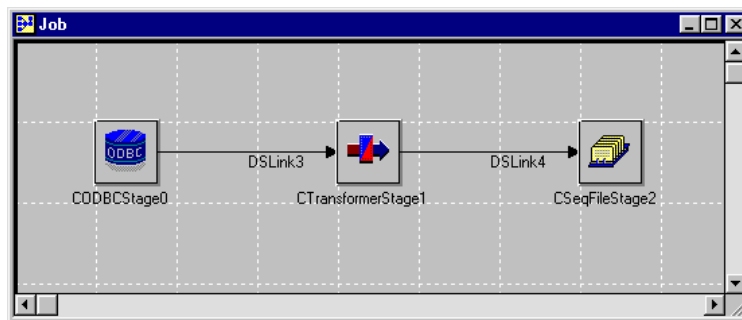 Job
ODBC
DSLink3
DSLink4
CODBCStage0
CTransformerStage1
CSeqFileStage2